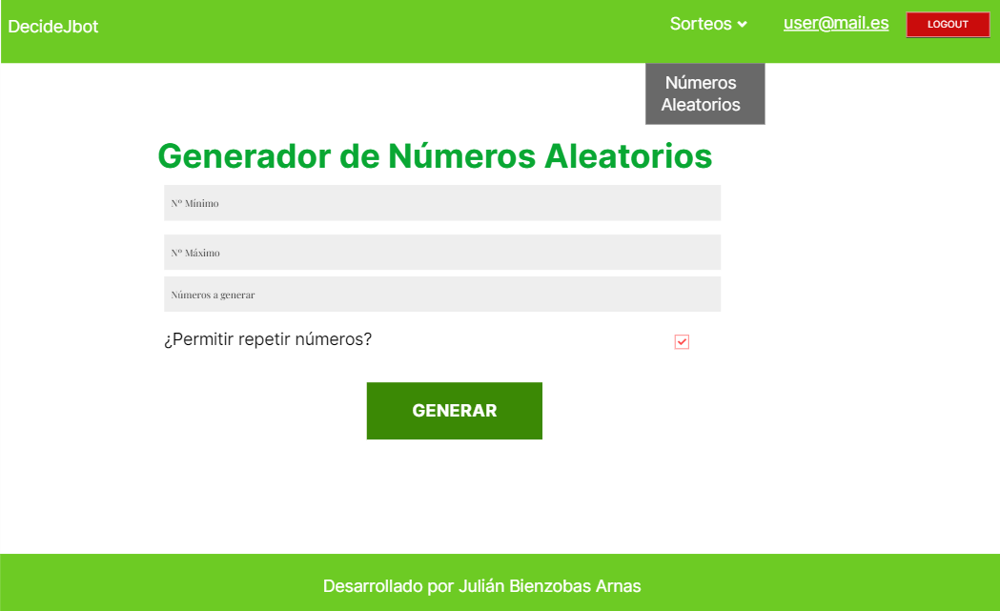 DecideJbot
Sorteos
user@mail.es
LOGOUT
Números
Aleatorios
Generador de Números Aleatorios
Nº Mínimo
Nº Máximo
Números a generar
¿Permitir repetir números?
GENERAR
Desarrollado por Julián Bienzobas Arnas